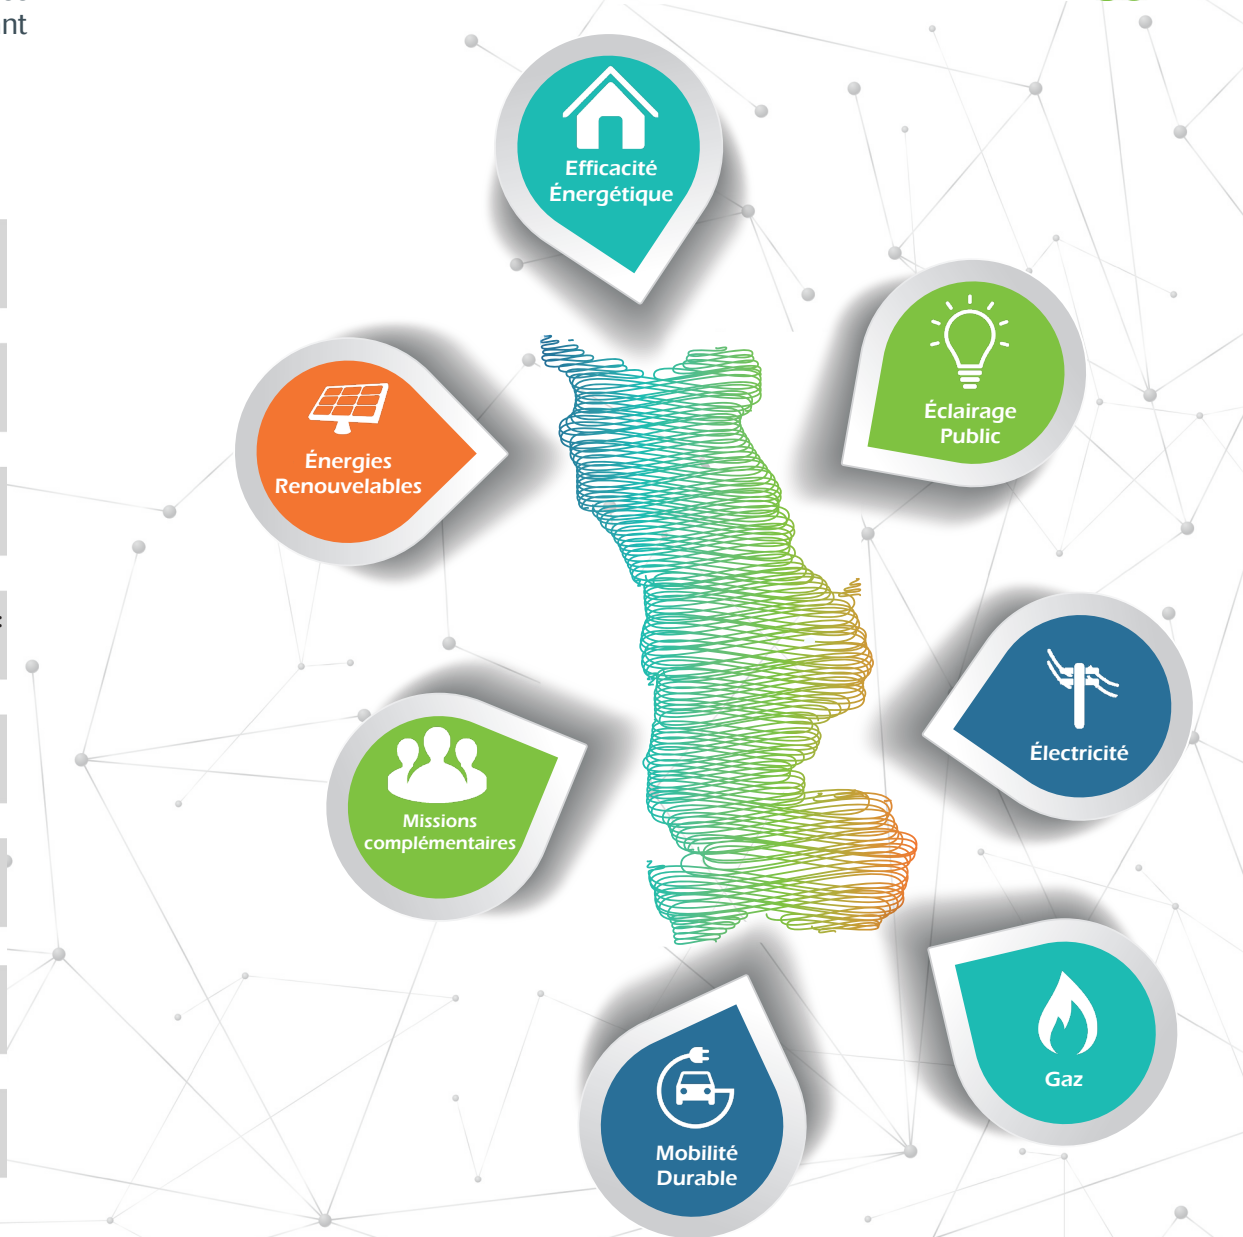 nt
Efficacité
Énergétique
Éclairage
Public
Énergies
Renouvelables
Électricité
Missions
complémentaires
Gaz
Mobilité
Durable